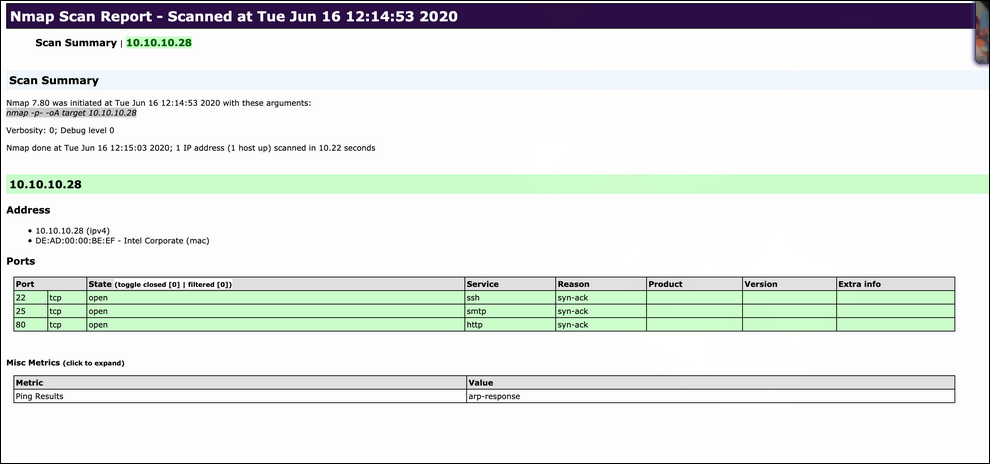 Nmap Scan Report - Scanned at Tue Jun 16 12:14:53 2020
Scan Summary | 10.10.10.28
Scan Summary
Nmap 7.80 was initiated at Tue Jun 16 12:14:53 2020 with these arguments:
nmap -p- -oA target 10.10.10.28
Verbosity: 0; Debug level 0
Nmap done at Tue Jun 16 12:15:03 2020; 1 IP address (1 host up) scanned in 10.22 seconds
10.10.10.28
Address
• 10.10.10.28 (ipv4)
• DE:AD:00:00:BE:EF - Intel Corporate (mac)
Ports
Port State (toggle closed [0] | filtered [0]) Service Reason Product Version Extra info
22 tcp open ssh syn-ack
25 tcp open smtp syn-ack
80 tcp open http syn-ack
Misc Metrics (click to expand)
Metric Value
Ping Results arp-response